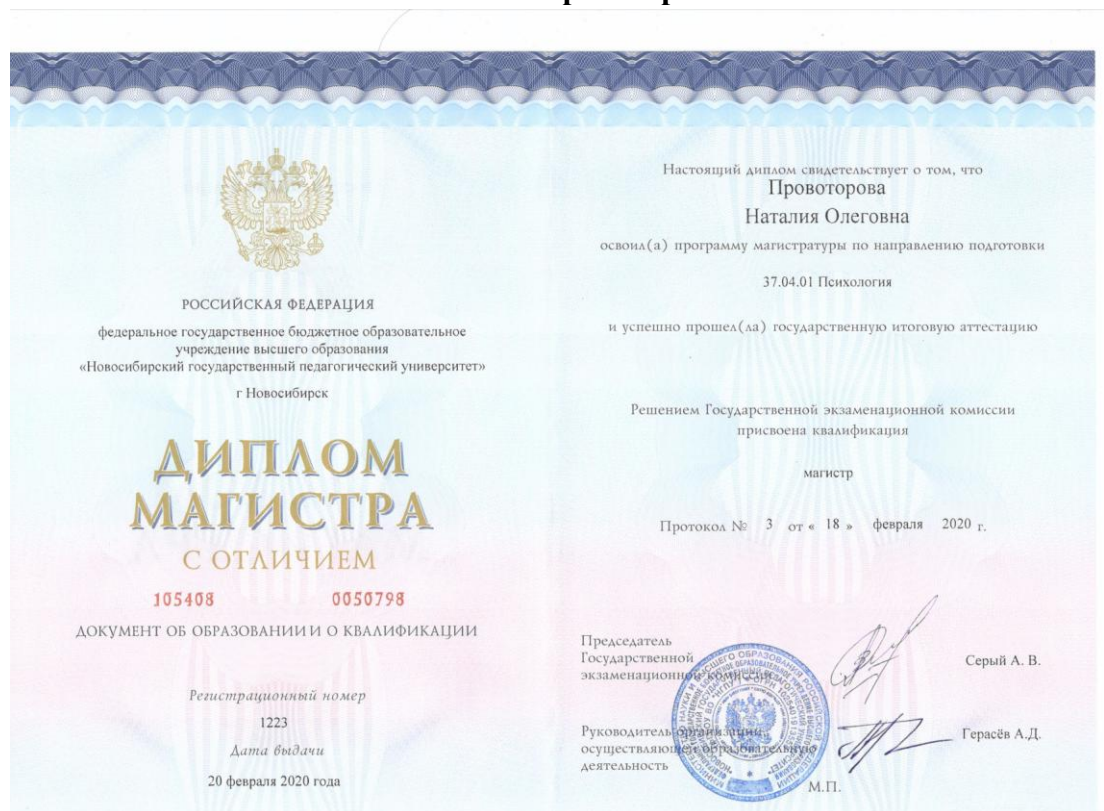 РОССИЙСКАЯ ФЕДЕРАЦИЯ
федеральное государственное бюджетное образовательное
учреждение высшего образования
«Новосибирский государственный педагогический университет»
г Новосибирск
ДИПЛОМ
МАГИСТРА
С ОТЛИЧИЕМ
105408 0050798
ДОКУМЕНТ ОБ ОБРАЗОВАНИИ И О КВАЛИФИКАЦИИ
Регистрационный номер
1223
Дата выдачи
20 февраля 2020 года
Настоящий диплом свидетельствует о том, что
Провоторова
Наталия Олеговна
освоил(а) программу магистратуры по направлению подготовки
37.04.01 Психология
и успешно прошел(ла) государственную итоговую аттестацию
Решением Государственной экзаменационной комиссии
присвоена квалификация
магистр
Протокол № 3 от « 18 » февраля 2020 г.
Председатель
Государственной
экзаменационной комиссии
Серый А. В.
Руководитель организации,
осуществляющей образовательную
деятельность
Герасёв А.Д.
М.П.